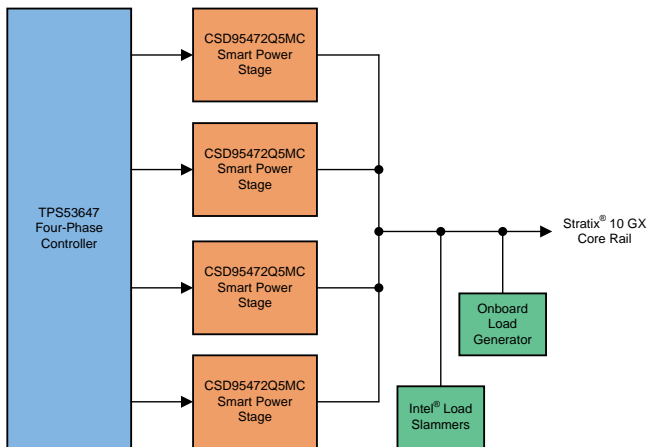 TPS53647
Four-Phase
Controller
CSD95472Q5MC
Smart Power
Stage
CSD95472Q5MC
Smart Power
Stage
CSD95472Q5MC
Smart Power
Stage
CSD95472Q5MC
Smart Power
Stage
Stratix® 10 GX
Core Rail
Onboard
Load
Generator
Intel® Load
Slammers